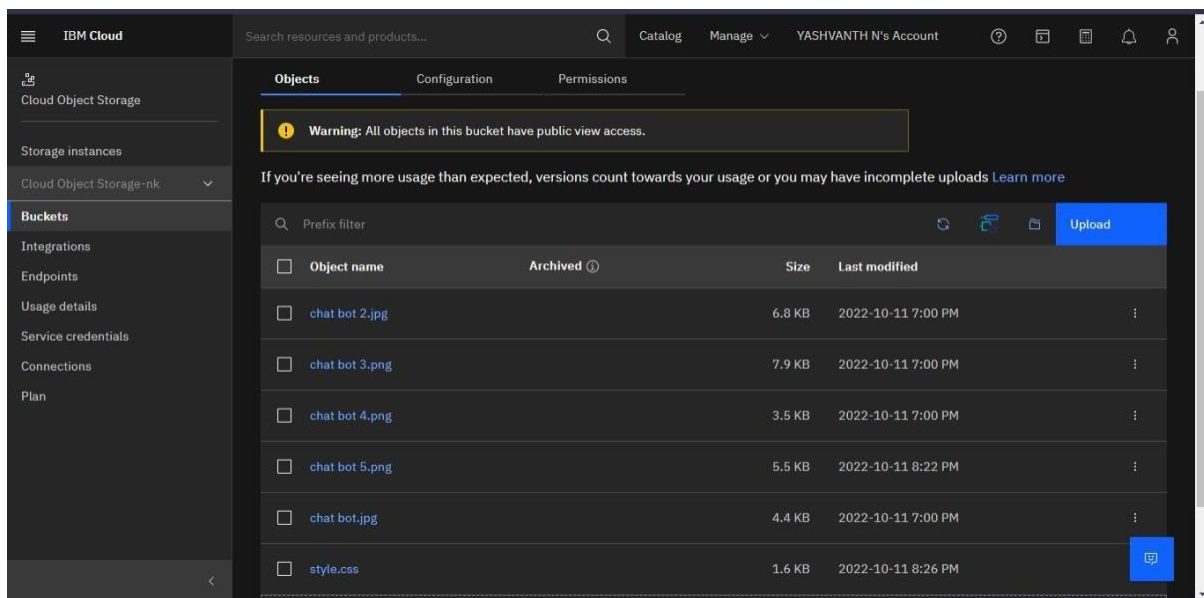 IBM Cloud
Search resources and products...
Catalog
Manage
YASHVANTH N's Account
Cloud Object Storage
Storage instances
Cloud Object Storage-nk
Buckets
Integrations
Endpoints
Usage details
Service credentials
Connections
Plan
Objects Configuration Permissions
Warning: All objects in this bucket have public view access.
If you're seeing more usage than expected, versions count towards your usage or you may have incomplete uploads Learn more
Prefix filter
Upload
Object name Archived Size Last modified
chat bot 2.jpg 6.8 KB 2022-10-11 7:00 PM
chat bot 3.png 7.9 KB 2022-10-11 7:00 PM
chat bot 4.png 3.5 KB 2022-10-11 7:00 PM
chat bot 5.png 5.5 KB 2022-10-11 8:22 PM
chat bot.jpg 4.4 KB 2022-10-11 7:00 PM
style.css 1.6 KB 2022-10-11 8:26 PM